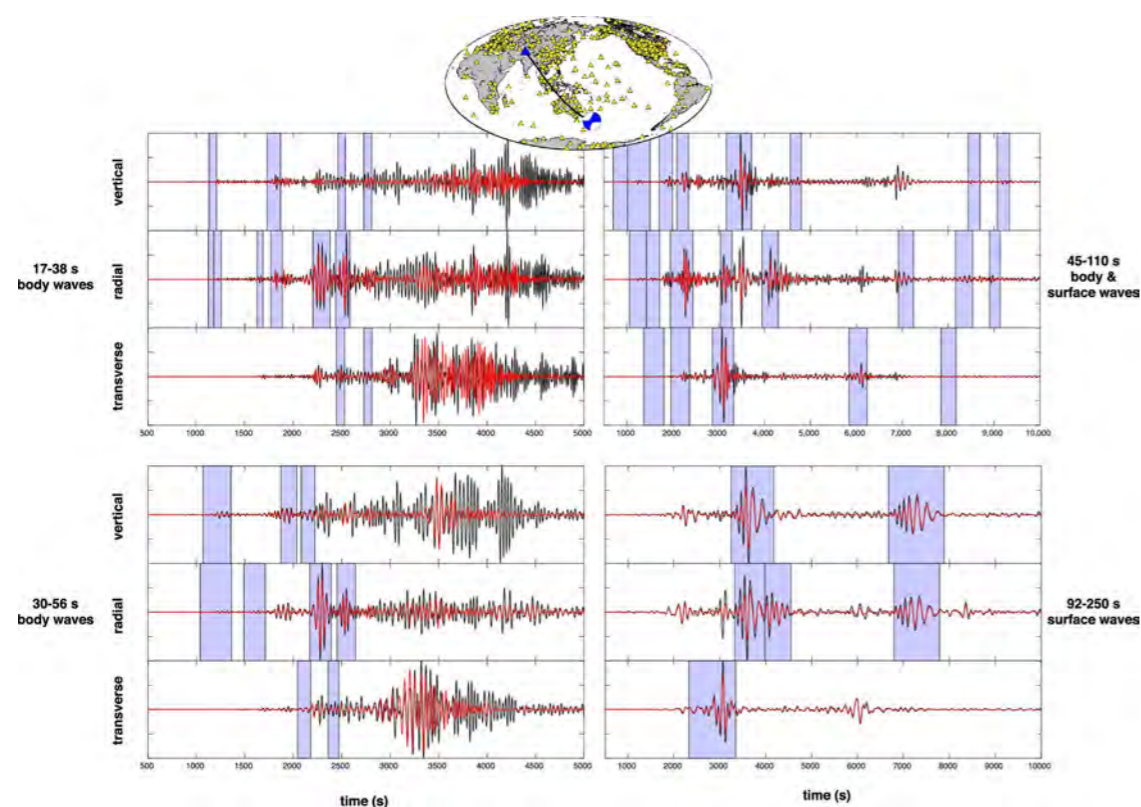 vertical
radial
transverse
17-38 s
body waves
500 1000 1500 2000 2500 3000 3500 4000 4500 5000
45-110 s
body &
surface waves
1000 2000 3000 4,000 5,000 6,000 7,000 8,000 9,000 10,000
vertical
radial
transverse
30-56 s
body waves
500 1000 1500 2000 2500 3000 3500 4000 4500 5000
time (s)
92-250 s
surface waves
1000 2000 3000 4000 5000 6000 7000 8000 9000 10000
time (s)